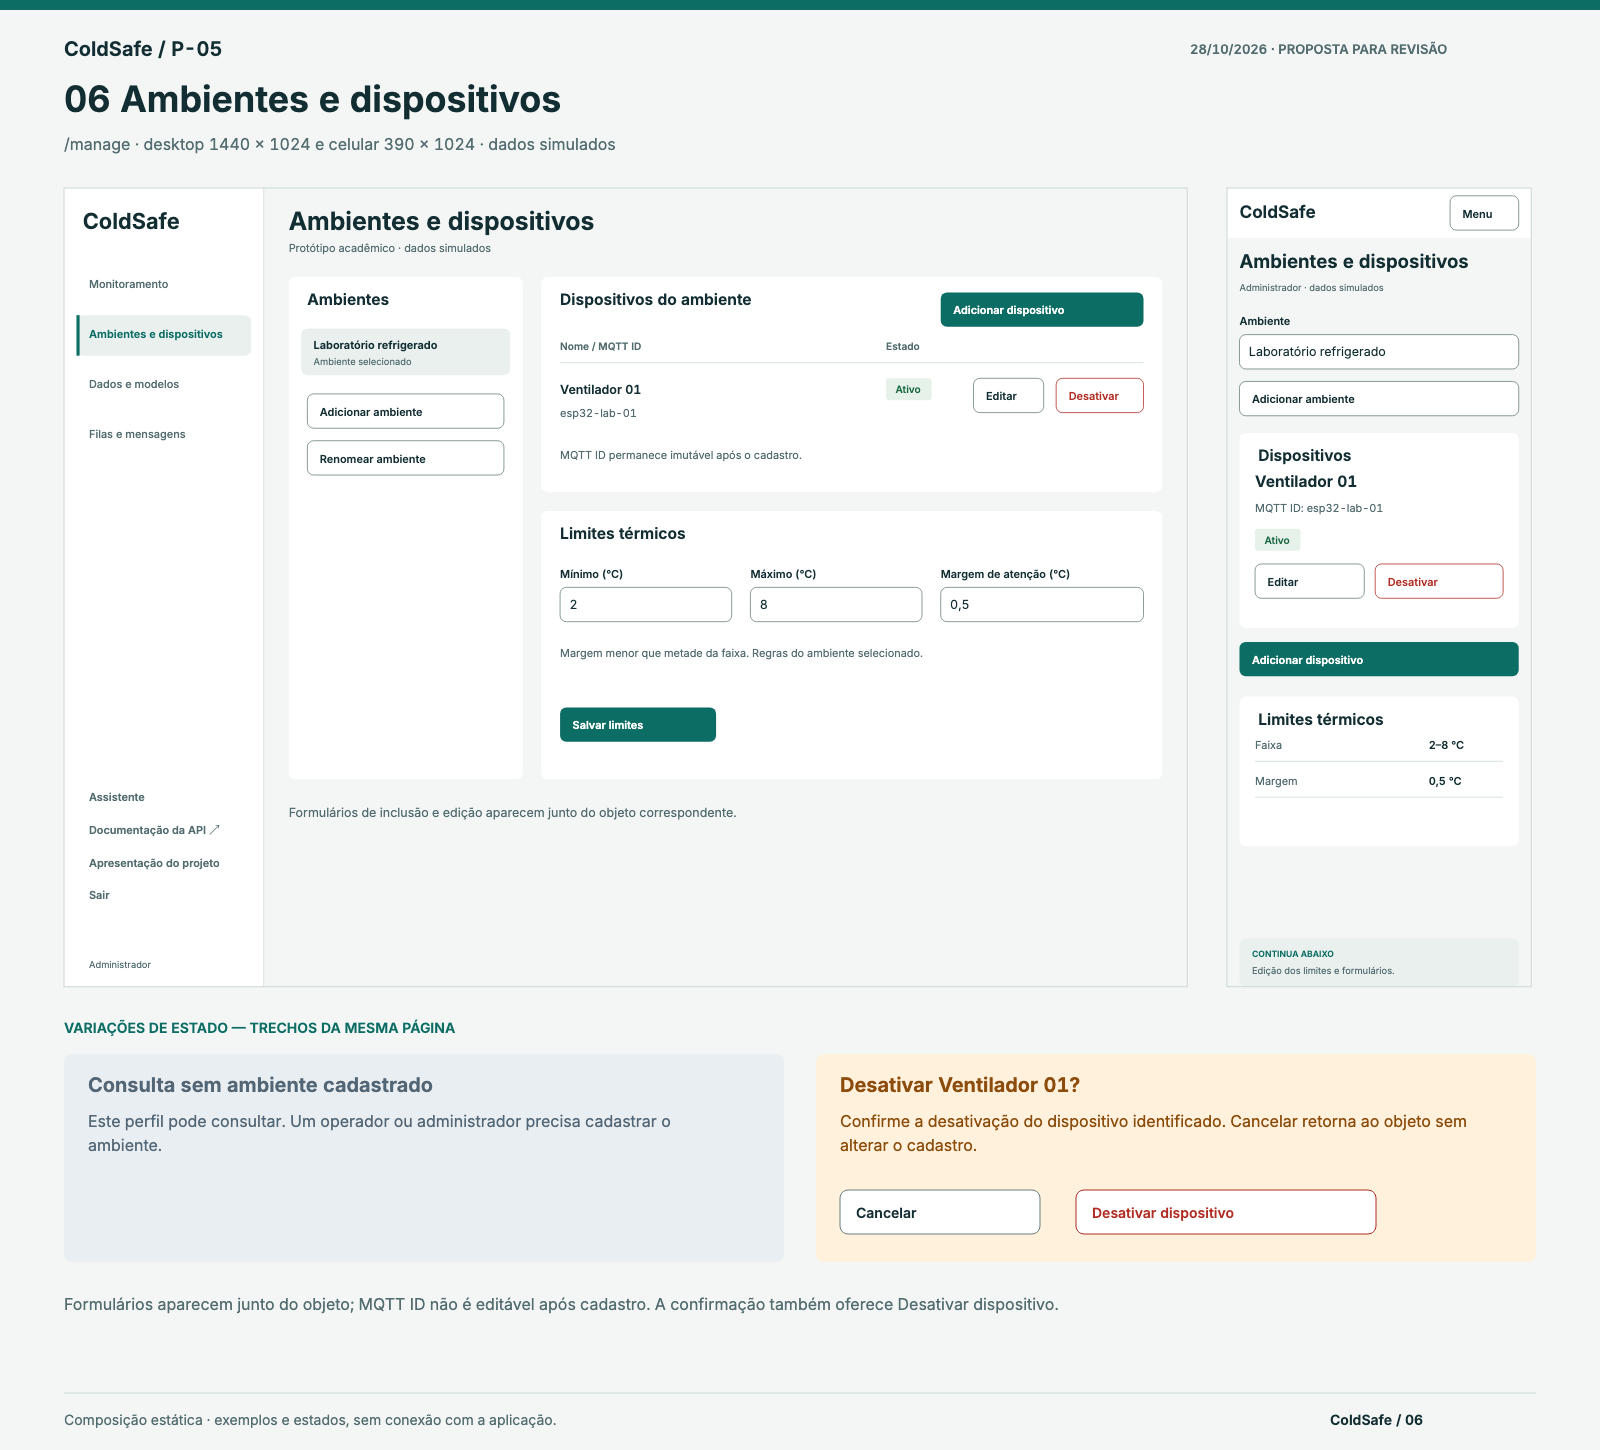 ColdSafe / P-05
28/10/2026 · PROPOSTA PARA REVISÃO
06 Ambientes e dispositivos
/manage · desktop 1440 × 1024 e celular 390 × 1024 · dados simulados
ColdSafe
Monitoramento
Ambientes e dispositivos
Dados e modelos
Filas e mensagens
Assistente
Documentação da API ↗
Apresentação do projeto
Sair
Administrador
Ambientes e dispositivos
Protótipo acadêmico · dados simulados
Ambientes
Laboratório refrigerado
Ambiente selecionado
Adicionar ambiente
Renomear ambiente
Dispositivos do ambiente
Adicionar dispositivo
Nome / MQTT ID
Estado
Ventilador 01
esp32-lab-01
Ativo
Editar
Desativar
MQTT ID permanece imutável após o cadastro.
Limites térmicos
Mínimo (°C)
Máximo (°C)
Margem de atenção (°C)
2
8
0,5
Margem menor que metade da faixa. Regras do ambiente selecionado.
Salvar limites
Formulários de inclusão e edição aparecem junto do objeto correspondente.
ColdSafe
Menu
Ambientes e dispositivos
Administrador · dados simulados
Ambiente
Laboratório refrigerado
Adicionar ambiente
Dispositivos
Ventilador 01
MQTT ID: esp32-lab-01
Ativo
Editar
Desativar
Adicionar dispositivo
Limites térmicos
Faixa
2–8 °C
Margem
0,5 °C
CONTINUA ABAIXO
Edição dos limites e formulários.
VARIAÇÕES DE ESTADO — TRECHOS DA MESMA PÁGINA
Consulta sem ambiente cadastrado
Este perfil pode consultar. Um operador ou administrador precisa cadastrar o
ambiente.
Desativar Ventilador 01?
Confirme a desativação do dispositivo identificado. Cancelar retorna ao objeto sem
alterar o cadastro.
Cancelar
Desativar dispositivo
Formulários aparecem junto do objeto; MQTT ID não é editável após cadastro. A confirmação também oferece Desativar dispositivo.
Composição estática · exemplos e estados, sem conexão com a aplicação.
ColdSafe / 06